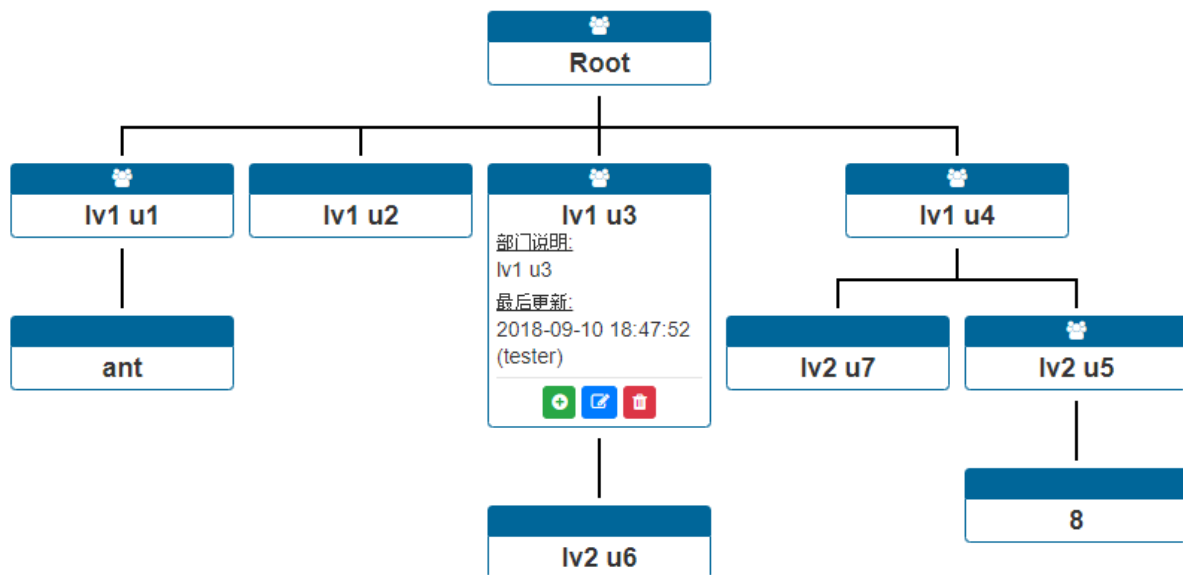 Root
lv1 u1
lv1 u2
lv1 u3
部门说明:
lv1 u3
最后更新:
2018-09-10 18:47:52
(tester)
lv1 u4
ant
lv2 u7
lv2 u5
8
lv2 u6